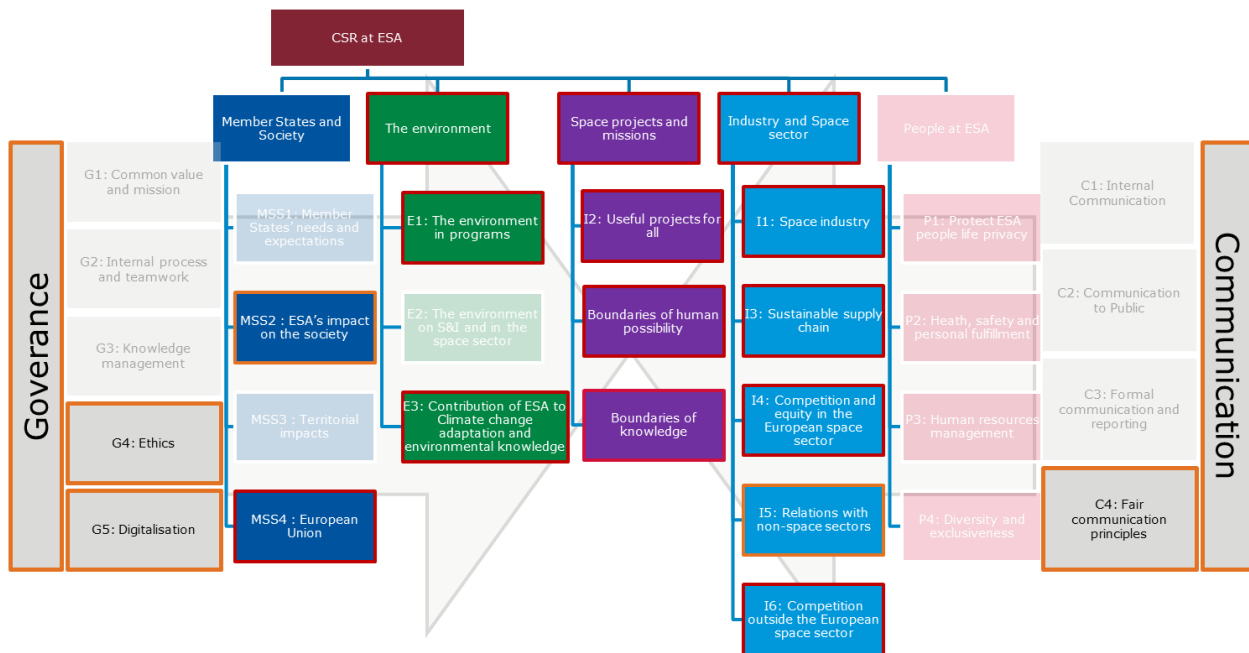 CSR at ESA
Member States and
Society
The environment
Space projects and
missions
Industry and Space
sector
People at ESA
Governance
G1: Common value
and mission
G2: Internal process
and teamwork
G3: Knowledge
management
G4: Ethics
G5: Digitalisation
MSS1: Member
States' needs and
expectations
MSS2 : ESA's impact
on the society
MSS3 : Territorial
impacts
MSS4 : European
Union
E1: The environment
in programs
E2: The environment
on S&I and in the
space sector
E3: Contribution of ESA to
Climate change
adaptation and
environmental knowledge
I2: Useful projects for
all
Boundaries of human
possibility
Boundaries of
knowledge
I1: Space industry
I3: Sustainable supply
chain
I4: Competition and
equity in the
European space
sector
I5: Relations with
non-space sectors
I6: Competition
outside the European
space sector
P1: Protect ESA
people life privacy
P2: Heath, safety and
personal fulfillment
P3: Human resources
management
P4: Diversity and
exclusiveness
C1: Internal
Communication
C2: Communication
to Public
C3: Formal
communication and
reporting
C4: Fair
communication
principles
Communication